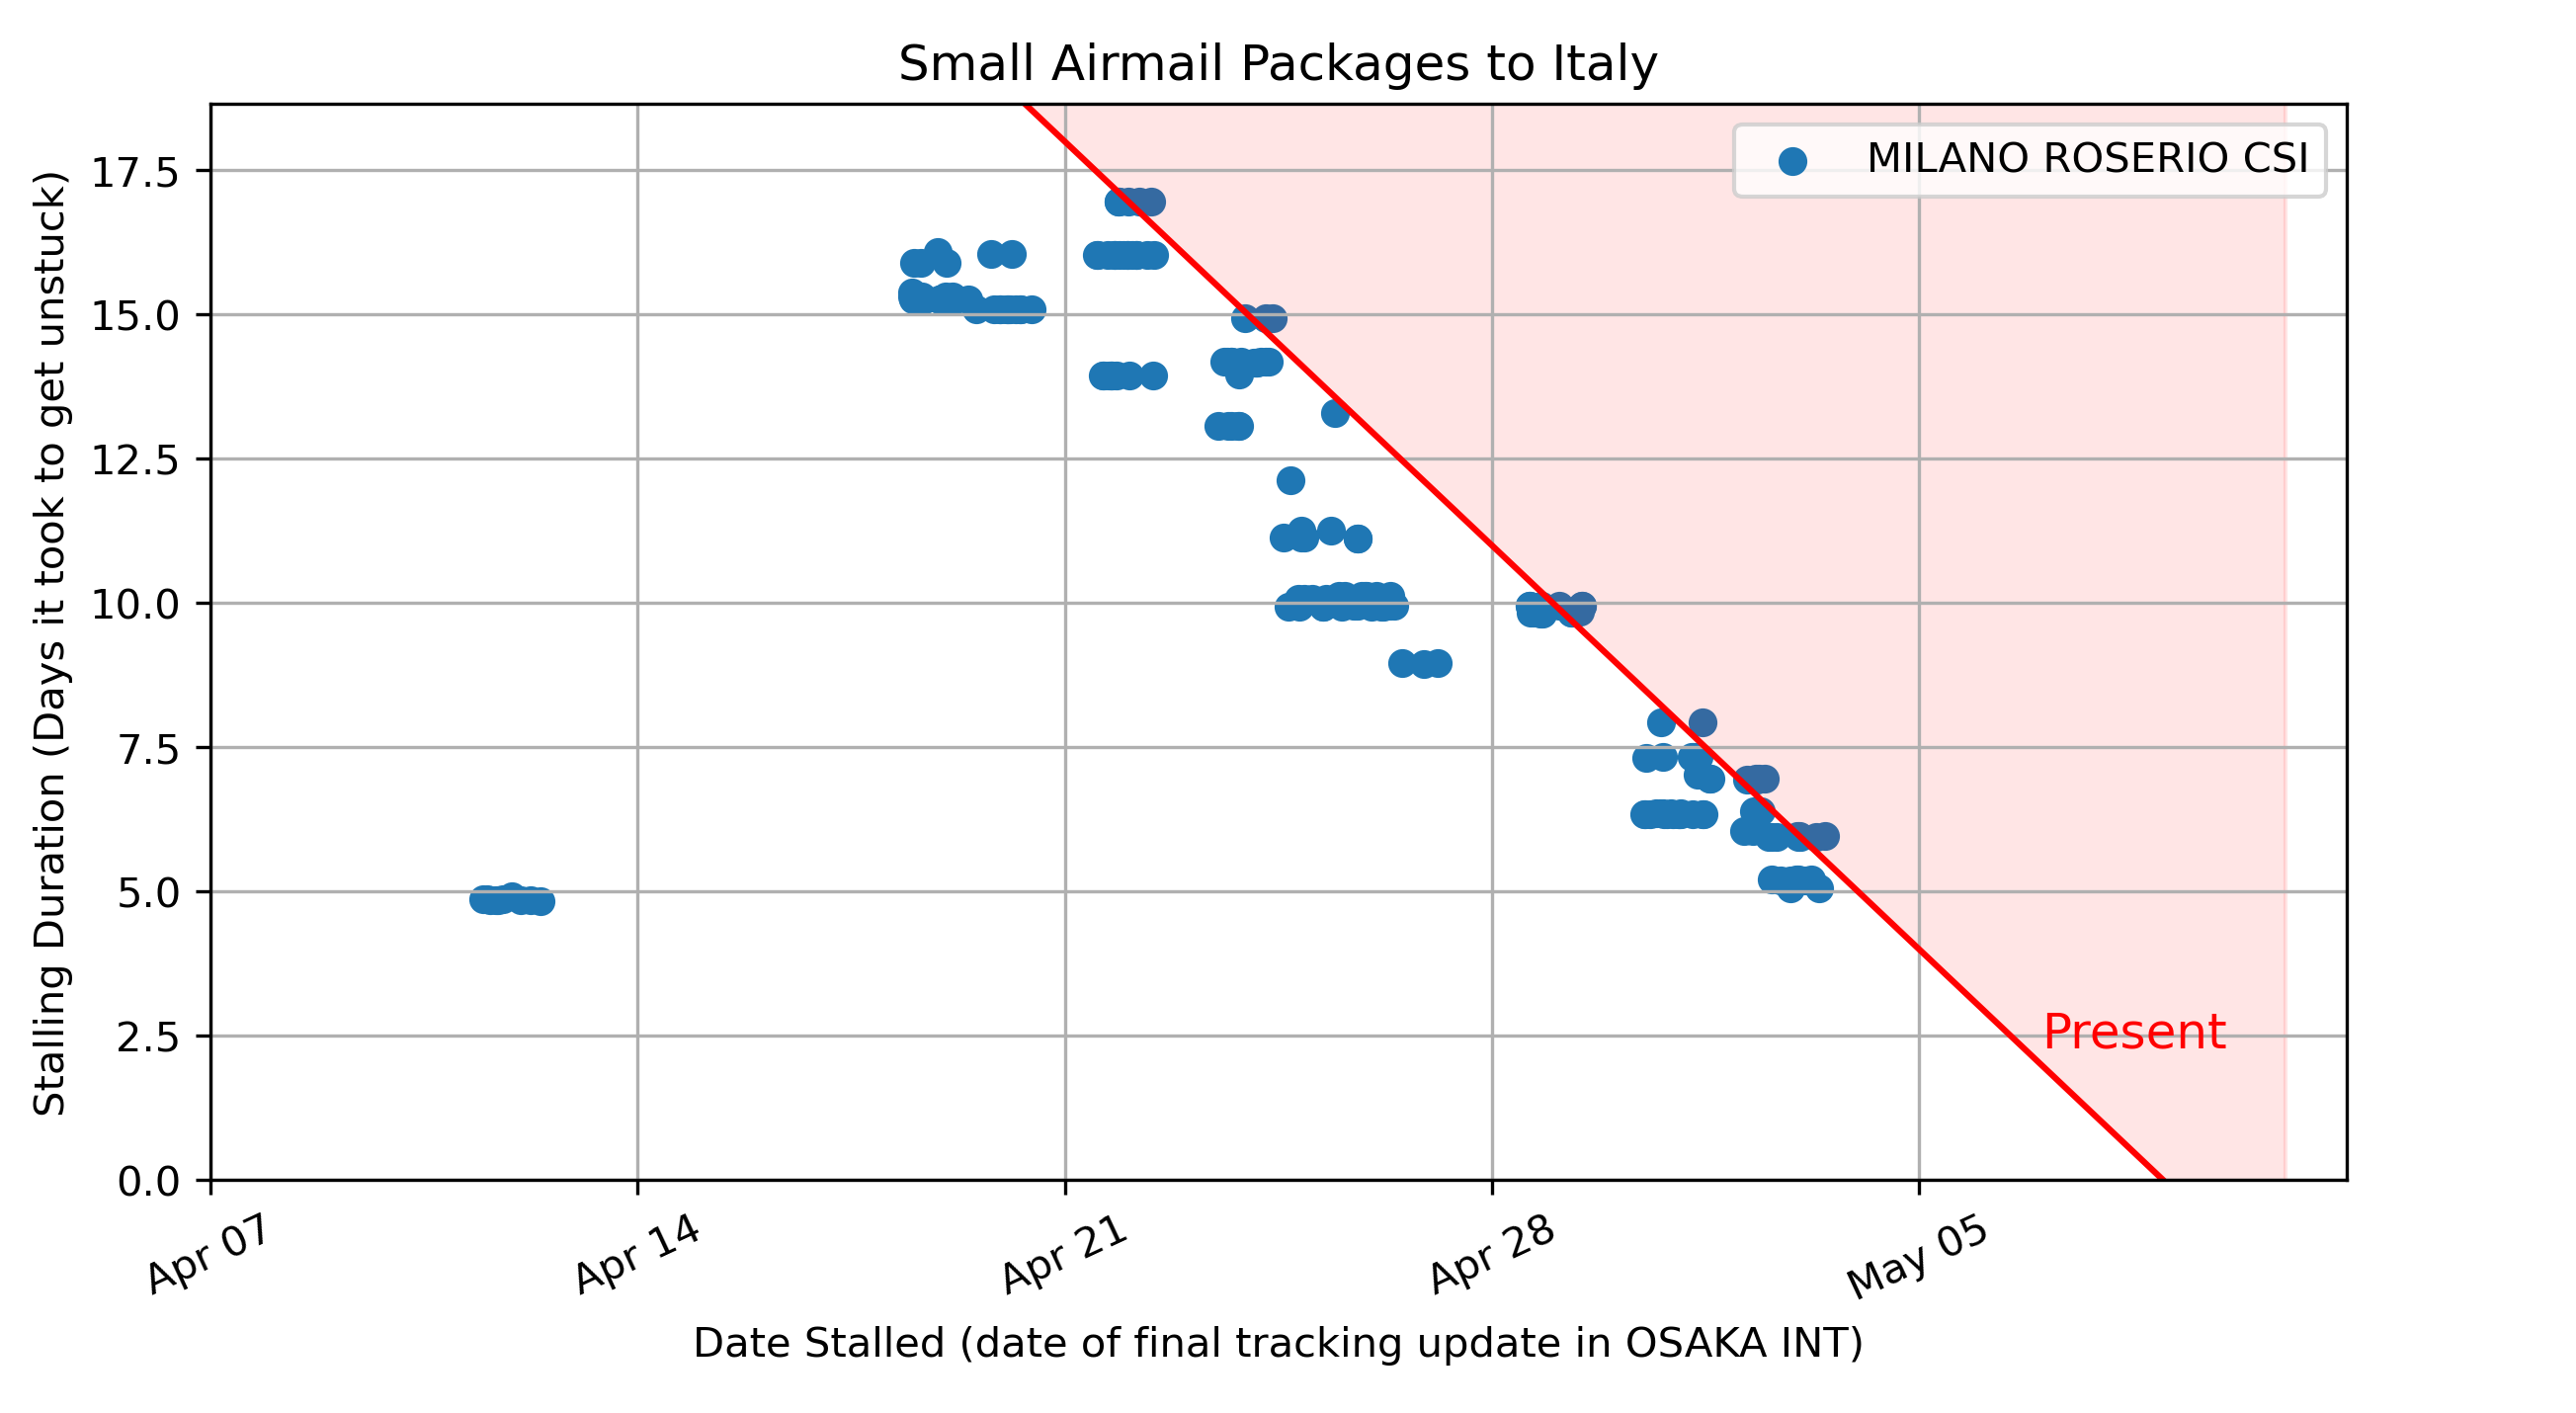 Small Airmail Packages to Italy
MILANO ROSERIO CSI
Stalling Duration (Days it took to get unstuck)
17.5
15.0
12.5
10.0
7.5
5.0
2.5
0.0
Present
Apr 07
Apr 14
Apr 21
Apr 28
May 05
Date Stalled (date of final tracking update in OSAKA INT)